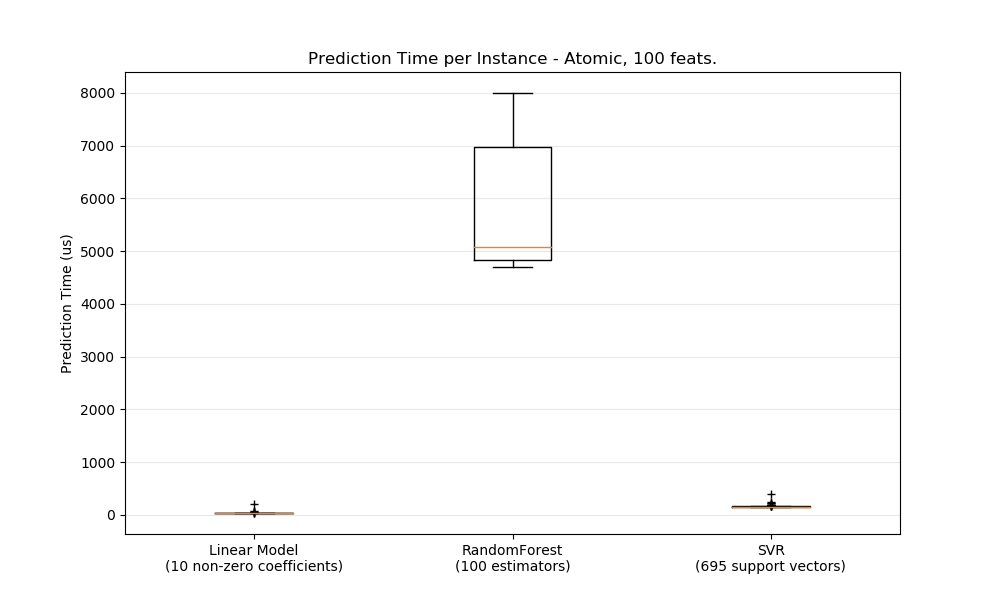 Prediction Time per Instance - Atomic, 100 feats.
Prediction Time (us)
8000
7000
6000
5000
4000
3000
2000
1000
0
Linear Model
(10 non-zero coefficients)
RandomForest
(100 estimators)
SVR
(695 support vectors)